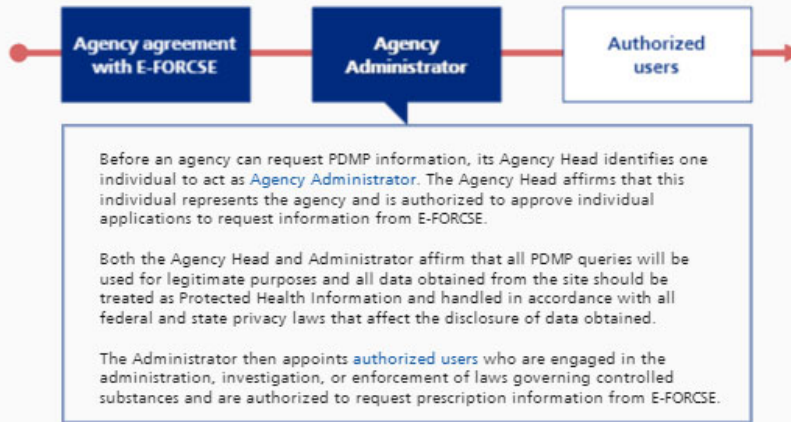 Agency agreement
with E-FORCSE
Agency
Administrator
Authorized
users
Before an agency can request PDMP information, its Agency Head identifies one
individual to act as Agency Administrator. The Agency Head affirms that this
individual represents the agency and is authorized to approve individual
applications to request information from E-FORCSE.
Both the Agency Head and Administrator affirm that all PDMP queries will be
used for legitimate purposes and all data obtained from the site should be
treated as Protected Health Information and handled in accordance with all
federal and state privacy laws that affect the disclosure of data obtained.
The Administrator then appoints authorized users who are engaged in the
administration, investigation, or enforcement of laws governing controlled
substances and are authorized to request prescription information from E-FORCSE.